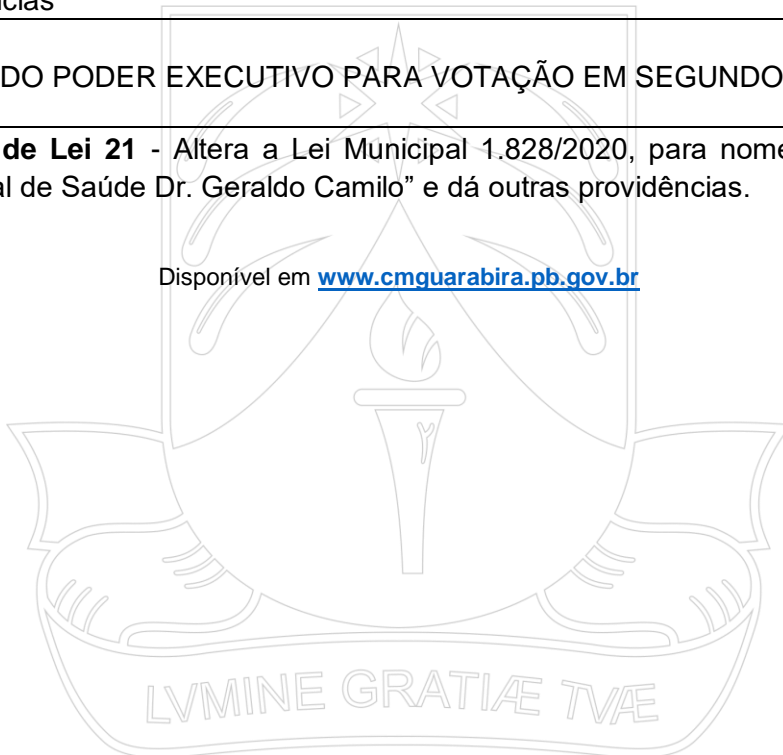 DO PODER EXECUTIVO PARA VOTAÇÃO EM SEGUNDO
de Lei 21 - Altera a Lei Municipal 1.828/2020, para nome
al de Saúde Dr. Geraldo Camilo” e dá outras providências.
Disponível em www.cmguarabira.pb.gov.br
LVMINE GRATIÆ TVÆ